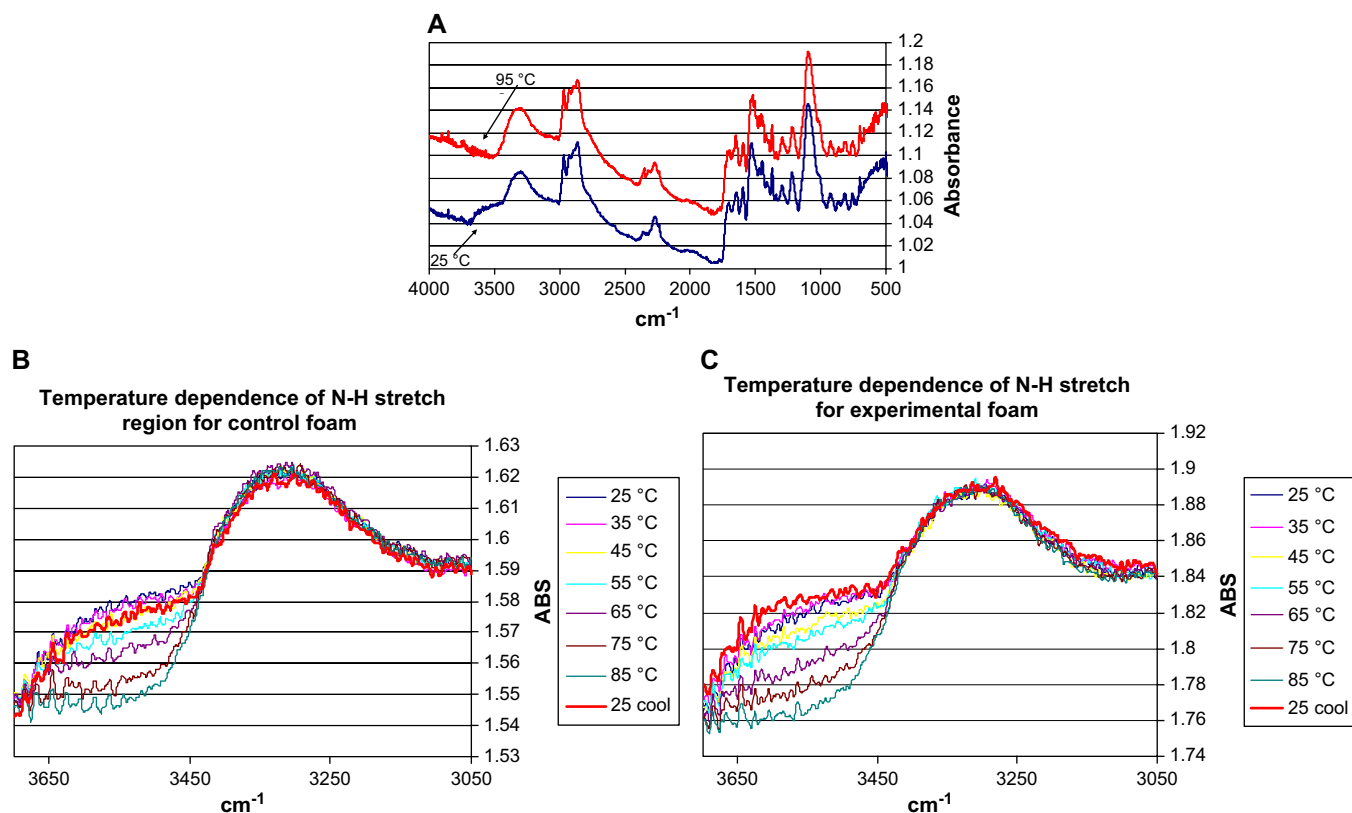 A
95 °C
25 °C
1.2
1.18
1.16
1.14
1.12
1.1
1.08
1.06
1.04
1.02
1
Absorbance
4000 3500 3000 2500 2000 1500 1000 500
cm-1
B
Temperature dependence of N-H stretch
region for control foam
1.63
1.62
1.61
1.6
1.59
1.58
1.57
1.56
1.55
1.54
1.53
ABS
3650 3450 3250 3050
cm-1
25 °C
35 °C
45 °C
55 °C
65 °C
75 °C
85 °C
25 cool
C
Temperature dependence of N-H stretch
for experimental foam
1.92
1.9
1.88
1.86
1.84
1.82
1.8
1.78
1.76
1.74
ABS
3650 3450 3250 3050
cm-1
25 °C
35 °C
45 °C
55 °C
65 °C
75 °C
85 °C
25 cool